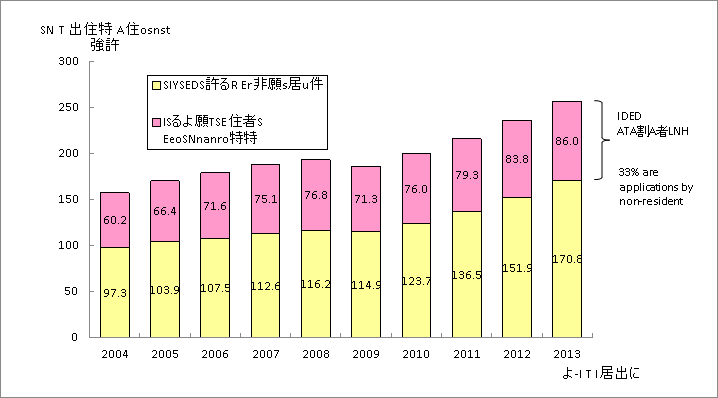 SN T 出住特 A住osnst
強許
300
250
200
150
100
50
0
SIYSEDS許るR Er非願s居u件
ISるよ願TSE住者S
EeoSNnanro特特
IDED
ATA割A者LNH
33% are
applications by
non-resident
60.2 66.4 71.6 75.1 76.8 71.3 76.0 79.3 83.8 86.0
97.3 103.9 107.5 112.6 116.2 114.9 123.7 136.5 151.9 170.8
2004 2005 2006 2007 2008 2009 2010 2011 2012 2013
よ-I T I 居出に